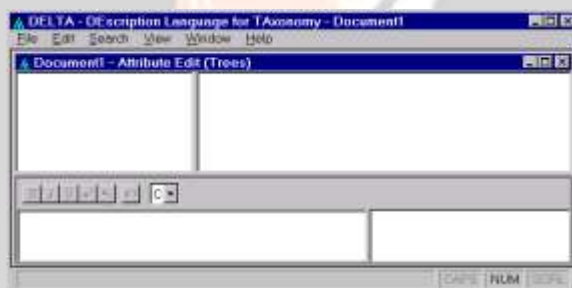 DELTA - DEscription Language for TAxonomy - Document1
File Edit Search View Window Help
Document1 - Attribute Edit (Trees)
C
CAPS NUM SCRL